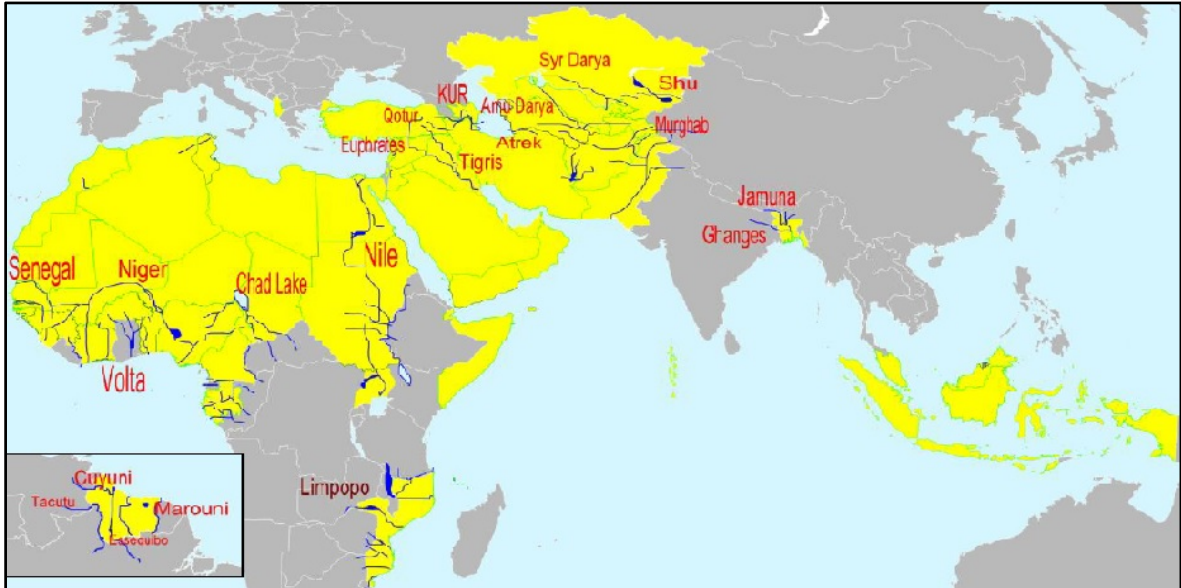 Syr Darya
Shu
KUR
Amu Darya
Qotur
Murghab
Euphrates
Atrek
Tigris
Jamuna
Ghanges
Nile
Senegal
Niger
Chad Lake
Volta
Limpopo
Cuyuni
Tacutu
Marouni
Essequibo